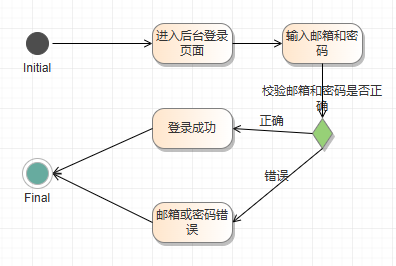 进入后台登录
页面
输入邮箱和密
码
Initial
校验邮箱和密码是否正
确
登录成功
正确
错误
Final
邮箱或密码错
误